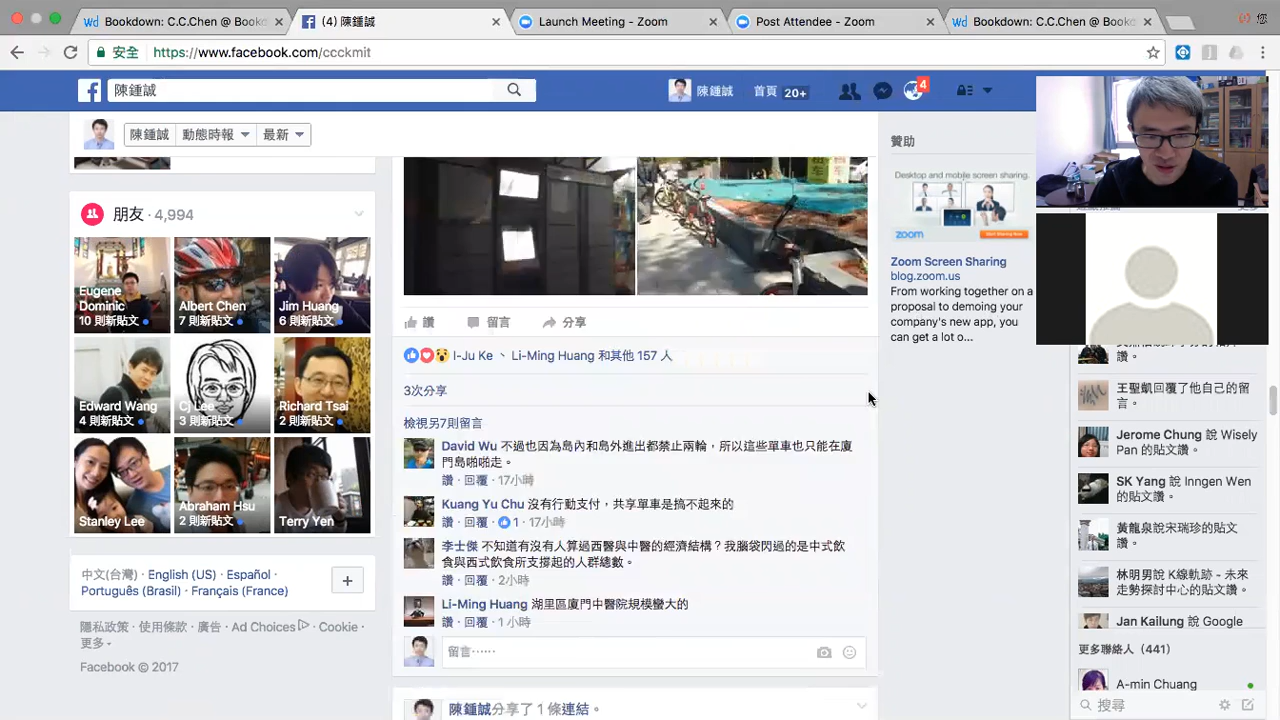 Bookdown: C.C.Chen @ Bookd
(4) 陳鍾誠
Launch Meeting - Zoom
Post Attendee - Zoom
Bookdown: C.C.Chen @ Bookd
安全
https://www.facebook.com/ccckmit
陳鍾誠
陳鍾誠
首頁 20+
4
陳鍾誠
動態時報
最新
朋友 · 4,994
Eugene
Dominic
10 則新貼文
Albert Chen
7 則新貼文
Jim Huang
6 則新貼文
Edward Wang
4 則新貼文
Cj Lee
3 則新貼文
Richard Tsai
2 則新貼文
Stanley Lee
Abraham Hsu
2 則新貼文
Terry Yen
中文(台灣) · English (US) · Español ·
Português (Brasil) · Français (France)
隱私政策 · 使用條款 · 廣告 · Ad Choices · Cookie ·
更多
Facebook © 2017
讚
留言
分享
I-Ju Ke、Li-Ming Huang 和其他 157 人
3次分享
檢視另7則留言
David Wu 不過也因為島內和島外進出都禁止兩輪，所以這些單車也只能在廈
門島啪啪走。
讚 · 回覆 · 17小時
Kuang Yu Chu 沒有行動支付，共享單車是搞不起來的
讚 · 回覆 · 1 · 17小時
李士傑 不知道有沒有人算過西醫與中醫的經濟結構？我腦袋閃過的是中式飲
食與西式飲食所支撐起的人群總數。
讚 · 回覆 · 2小時
Li-Ming Huang 湖里區廈門中醫院規模蠻大的
讚 · 回覆 · 1 小時
留言⋯⋯
陳鍾誠分享了 1 條連結。
贊助
Desktop and mobile screen sharing.
zoom
Zoom Screen Sharing
blog.zoom.us
From working together on a
proposal to demoing your
company's new app, you
can get a lot o...
讚。
王聖凱回覆了他自己的留
言。
Jerome Chung 說 Wisely
Pan 的貼文讚。
SK Yang 說 Inngen Wen
的貼文讚。
黃龍泉說宋瑞珍的貼文
讚。
林明男說 K線軌跡 - 未來
走勢探討中心的貼文讚。
Jan Kailung 說 Google
更多聯絡人（441）
A-min Chuang
搜尋